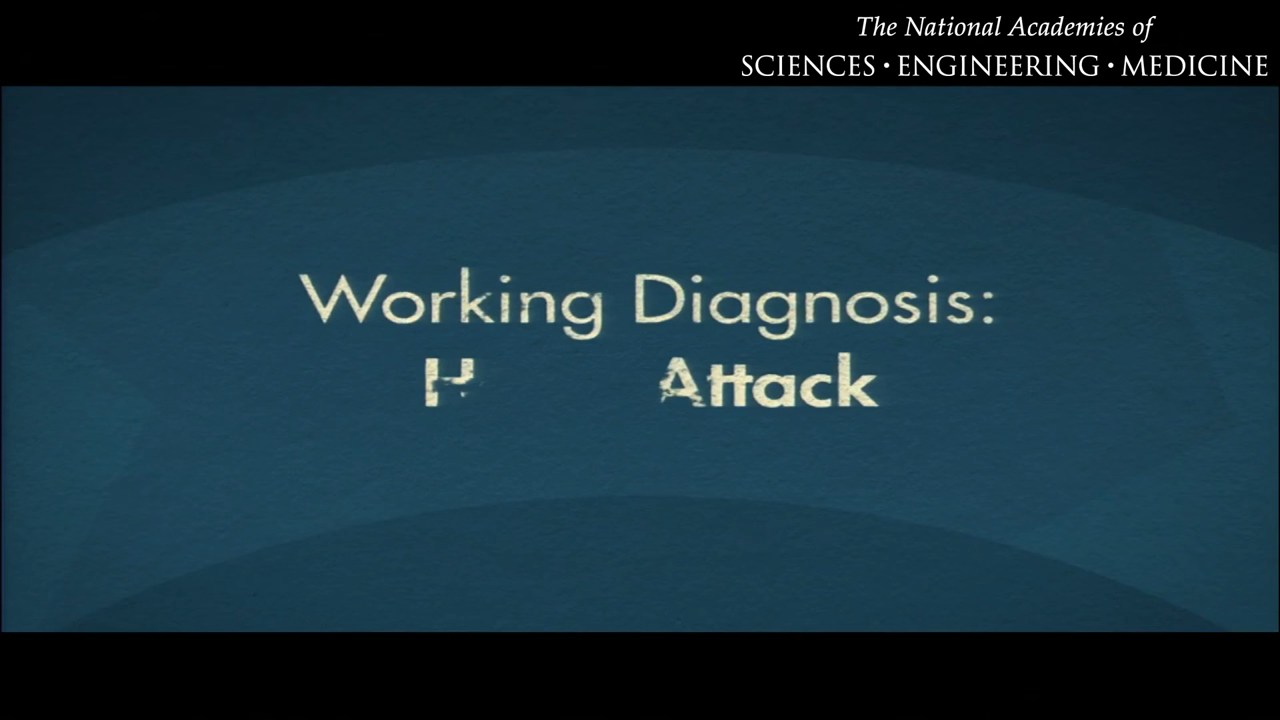 The National Academies of
SCIENCES · ENGINEERING · MEDICINE
Working Diagnosis:
Attack